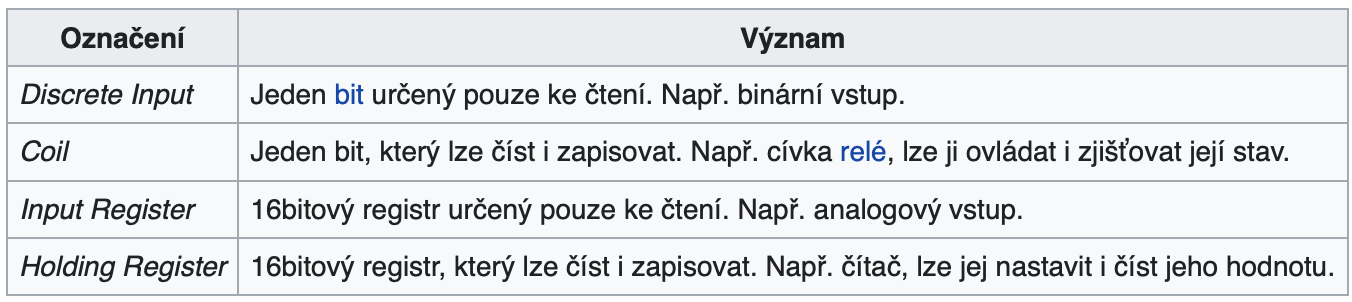 Označení Význam
Discrete Input Jeden bit určený pouze ke čtení. Např. binární vstup.
Coil Jeden bit, který lze číst i zapisovat. Např. cívka relé, lze ji ovládat i zjišťovat její stav.
Input Register 16bitový registr určený pouze ke čtení. Např. analogový vstup.
Holding Register 16bitový registr, který lze číst i zapisovat. Např. čítač, lze jej nastavit i číst jeho hodnotu.